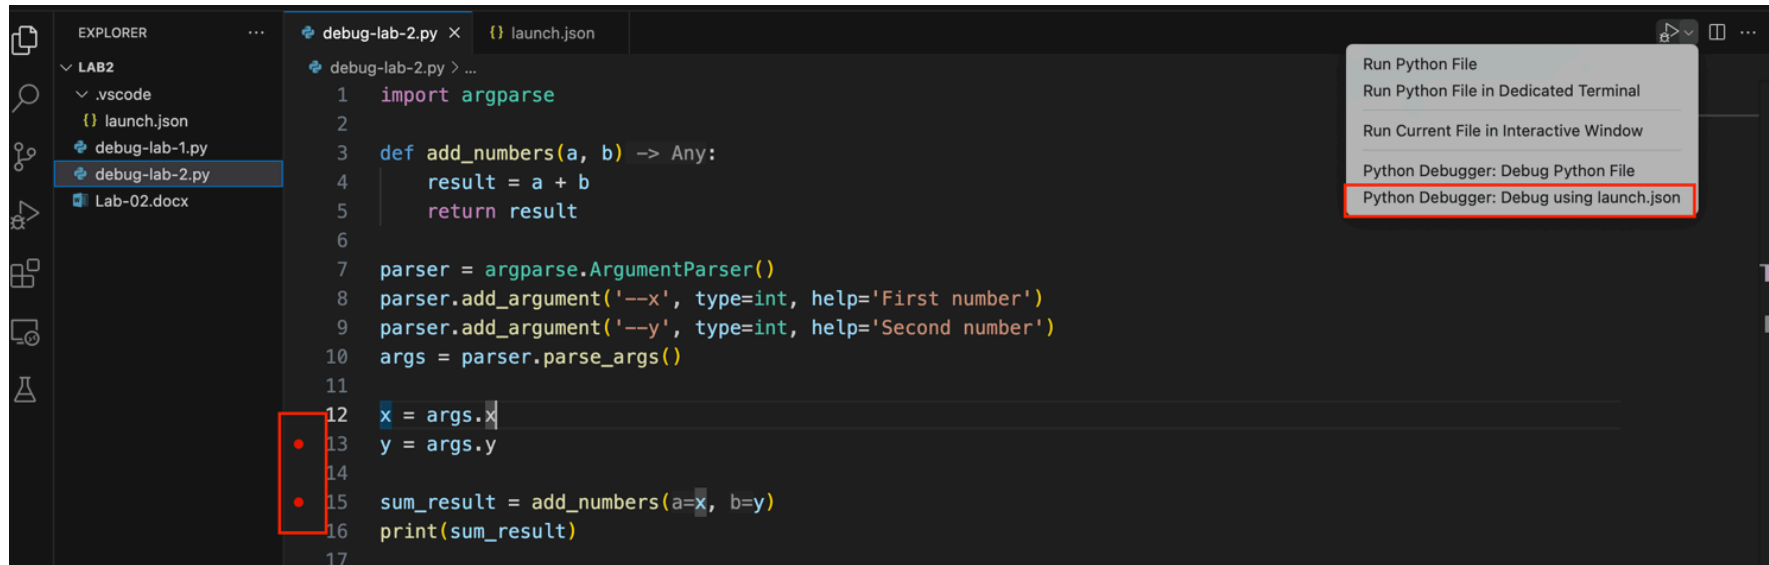 EXPLORER ···
LAB2
.vscode
{} launch.json
debug-lab-1.py
debug-lab-2.py
Lab-02.docx
debug-lab-2.py × {} launch.json
debug-lab-2.py > ...
1 import argparse
2
3 def add_numbers(a, b) -> Any:
4 result = a + b
5 return result
6
7 parser = argparse.ArgumentParser()
8 parser.add_argument('--x', type=int, help='First number')
9 parser.add_argument('--y', type=int, help='Second number')
10 args = parser.parse_args()
11
12 x = args.x
13 y = args.y
14
15 sum_result = add_numbers(a=x, b=y)
16 print(sum_result)
17
Run Python File
Run Python File in Dedicated Terminal
Run Current File in Interactive Window
Python Debugger: Debug Python File
Python Debugger: Debug using launch.json